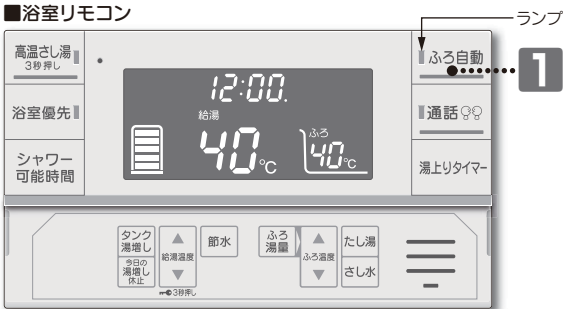 ■浴室リモコン
ランプ
高温さし湯
3秒押し
浴室優先
シャワー
可能時間
12:00.
給湯
40℃
ふろ
40℃
ふろ自動
1
通話
湯上りタイマー
タンク
湯増し
今日の
湯増し
休止
給湯温度
3秒押し
節水
ふろ
湯量
ふろ温度
たし湯
さし水